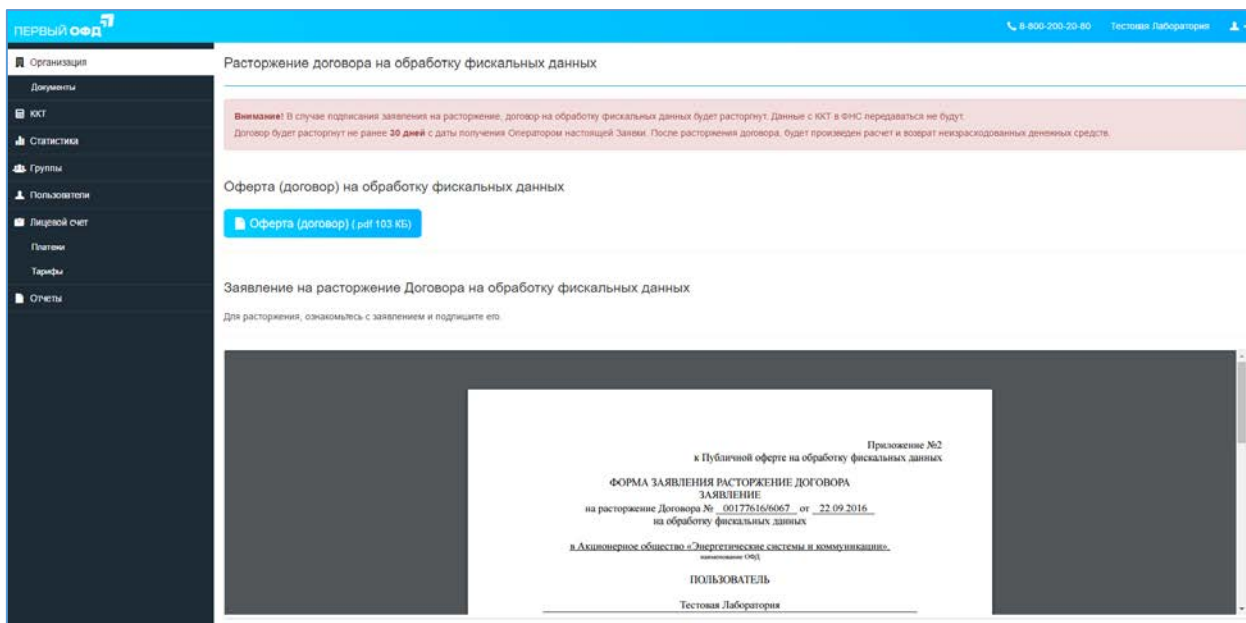 ПЕРВЫЙ ОФД
8-800-200-20-80
Тестовая Лаборатория
Организация
Документы
ККТ
Статистика
Группы
Пользователи
Лицевой счет
Платежи
Тарифы
Отчеты
Расторжение договора на обработку фискальных данных
Внимание! В случае подписания заявления на расторжение, договор на обработку фискальных данных будет расторгнут. Данные с ККТ в ФНС передаваться не будут.
Договор будет расторгнут не ранее 30 дней с даты получения Оператором настоящей Заявки. После расторжения договора, будет произведен расчет и возврат неизрасходованных денежных средств.
Оферта (договор) на обработку фискальных данных
Оферта (договор) (.pdf 103 КБ)
Заявление на расторжение Договора на обработку фискальных данных
Для расторжения, ознакомьтесь с заявлением и подпишите его.
Приложение №2
к Публичной оферте на обработку фискальных данных
ФОРМА ЗАЯВЛЕНИЯ РАСТОРЖЕНИЕ ДОГОВОРА
ЗАЯВЛЕНИЕ
на расторжение Договора № 00177616/6067 от 22.09.2016
на обработку фискальных данных
в Акционерное общество «Энергетические системы и коммуникации».
наименование ОФД
ПОЛЬЗОВАТЕЛЬ
Тестовая Лаборатория